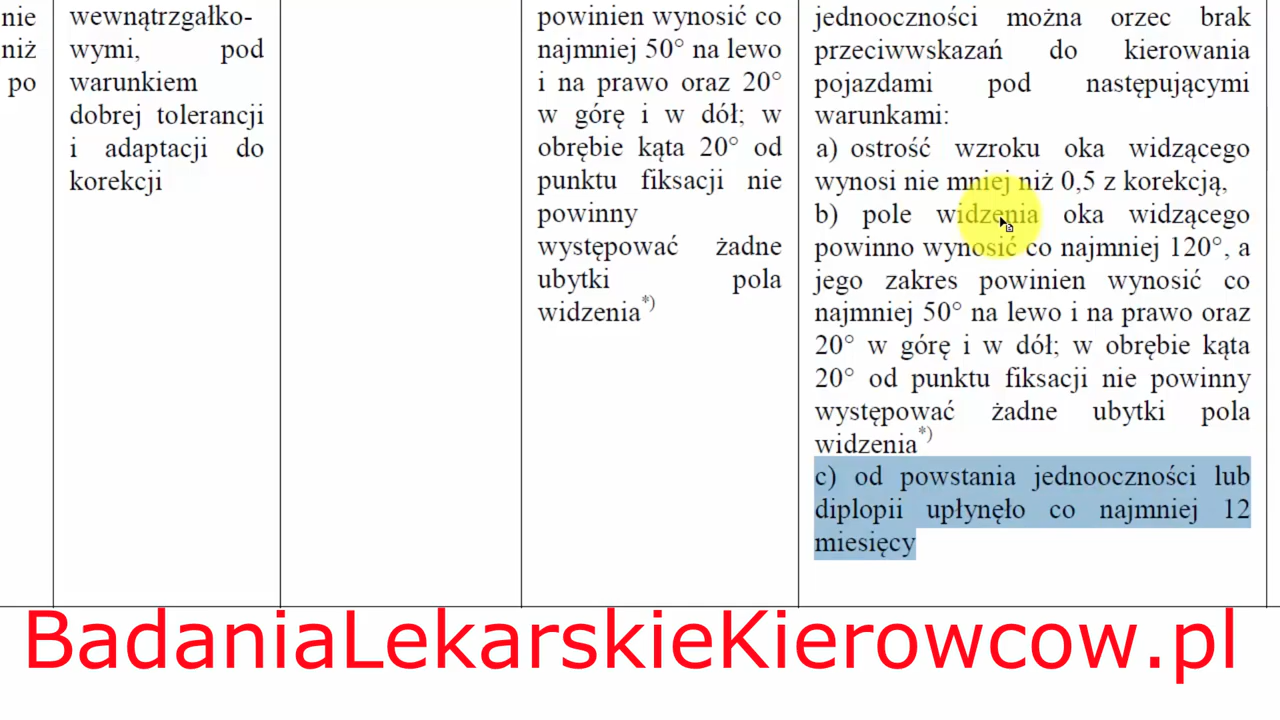 nie
niż
po
wewnątrzgałko-
wymi, pod
warunkiem
dobrej tolerancji
i adaptacji do
korekcji
powinien wynosić co
najmniej 50° na lewo
i na prawo oraz 20°
w górę i w dół; w
obrębie kąta 20° od
punktu fiksacji nie
powinny
występować żadne
ubytki pola
widzenia*)
jednooczności można orzec brak
przeciwwskazań do kierowania
pojazdami pod następującymi
warunkami:
a) ostrość wzroku oka widzącego
wynosi nie mniej niż 0,5 z korekcją,
b) pole widzenia oka widzącego
powinno wynosić co najmniej 120°, a
jego zakres powinien wynosić co
najmniej 50° na lewo i na prawo oraz
20° w górę i w dół; w obrębie kąta
20° od punktu fiksacji nie powinny
występować żadne ubytki pola
widzenia*)
c) od powstania jednooczności lub
diplopii upłynęło co najmniej 12
miesięcy
BadaniaLekarskieKierowcow.pl